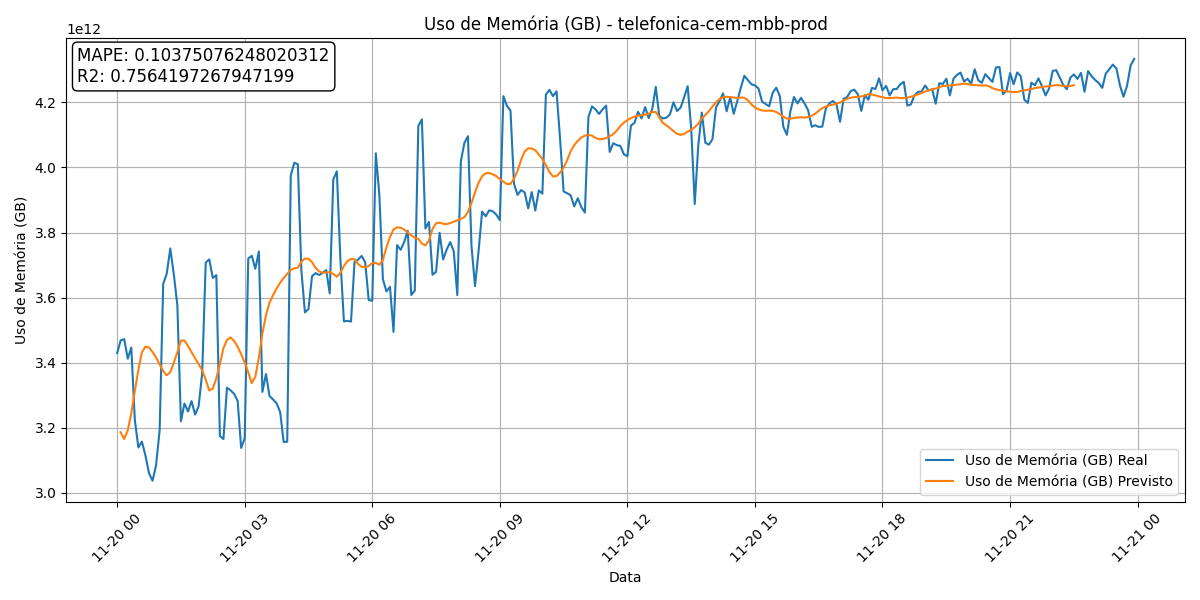 Uso de Memória (GB) - telefonica-cem-mbb-prod
1e12
MAPE: 0.10375076248020312
R2: 0.7564197267947199
4.2
4.0
3.8
3.6
3.4
3.2
3.0
Uso de Memória (GB)
Uso de Memória (GB) Real
Uso de Memória (GB) Previsto
11-20 00
11-20 03
11-20 06
11-20 09
11-20 12
11-20 15
11-20 18
11-20 21
11-21 00
Data